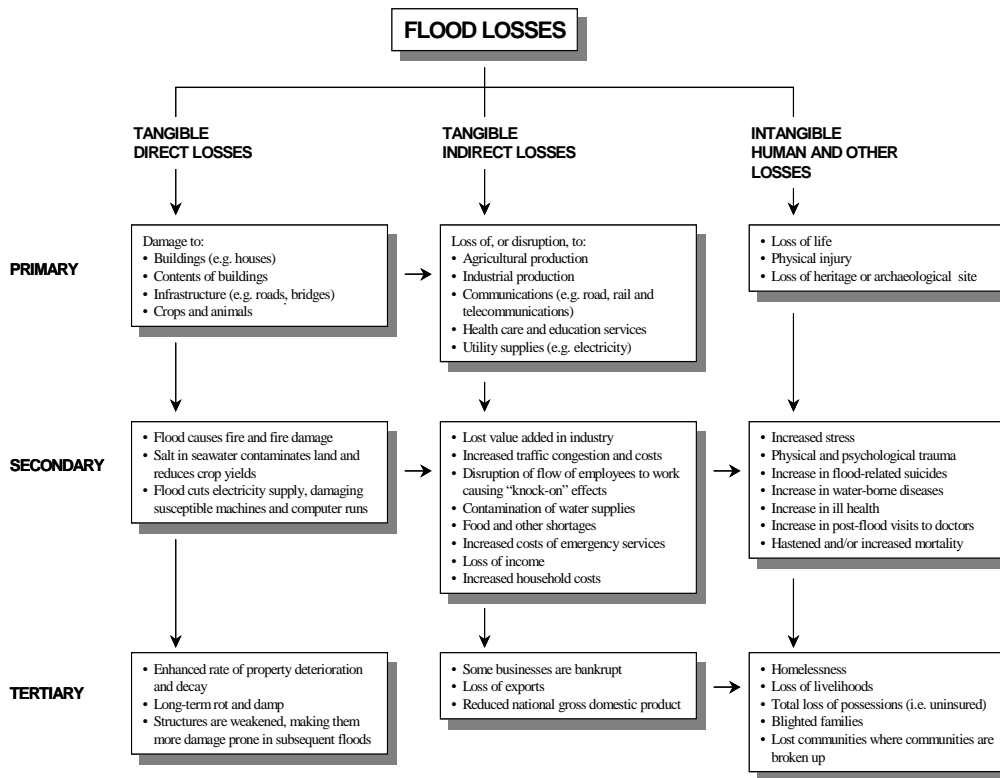 FLOOD LOSSES
TANGIBLE
DIRECT LOSSES
TANGIBLE
INDIRECT LOSSES
INTANGIBLE
HUMAN AND OTHER
LOSSES
PRIMARY
Damage to:
• Buildings (e.g. houses)
• Contents of buildings
• Infrastructure (e.g. roads, bridges)
• Crops and animals
Loss of, or disruption, to:
• Agricultural production
• Industrial production
• Communications (e.g. road, rail and
telecommunications)
• Health care and education services
• Utility supplies (e.g. electricity)
• Loss of life
• Physical injury
• Loss of heritage or archaeological site
SECONDARY
• Flood causes fire and fire damage
• Salt in seawater contaminates land and
reduces crop yields
• Flood cuts electricity supply, damaging
susceptible machines and computer runs
• Lost value added in industry
• Increased traffic congestion and costs
• Disruption of flow of employees to work
causing “knock-on” effects
• Contamination of water supplies
• Food and other shortages
• Increased costs of emergency services
• Loss of income
• Increased household costs
• Increased stress
• Physical and psychological trauma
• Increase in flood-related suicides
• Increase in water-borne diseases
• Increase in ill health
• Increase in post-flood visits to doctors
• Hastened and/or increased mortality
TERTIARY
• Enhanced rate of property deterioration
and decay
• Long-term rot and damp
• Structures are weakened, making them
more damage prone in subsequent floods
• Some businesses are bankrupt
• Loss of exports
• Reduced national gross domestic product
• Homelessness
• Loss of livelihoods
• Total loss of possessions (i.e. uninsured)
• Blighted families
• Lost communities where communities are
broken up